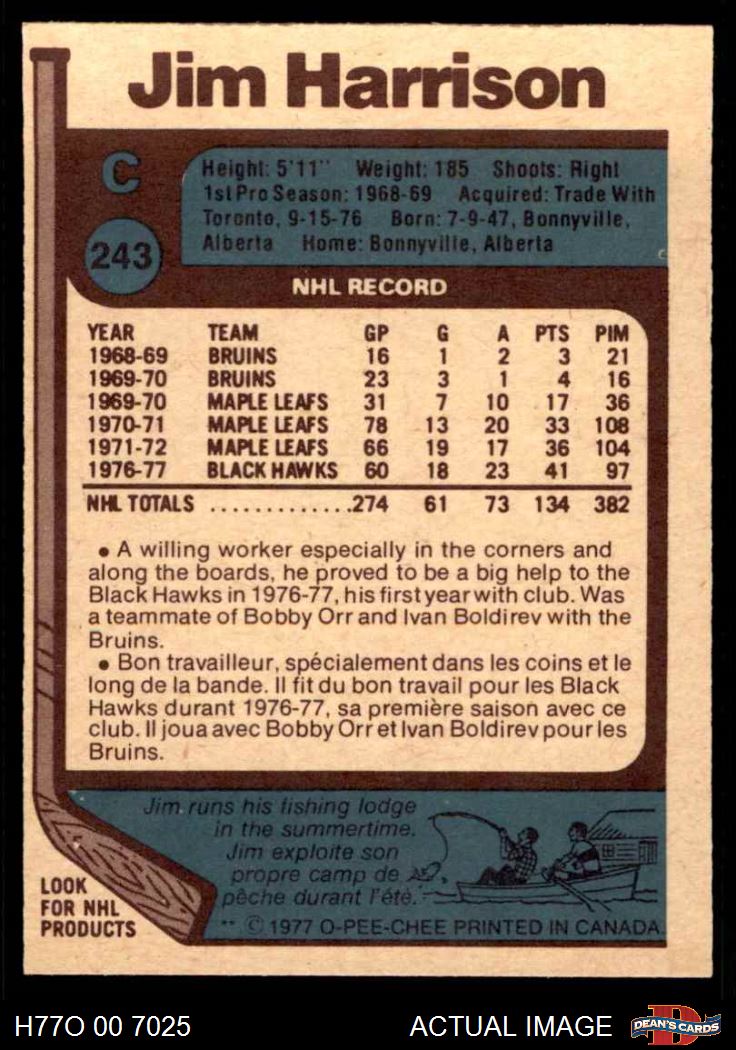 Jim Harrison
C
243
Height: 5'11" Weight: 185 Shoots: Right
1st Pro Season: 1968-69 Acquired: Trade With
Toronto, 9-15-76 Born: 7-9-47, Bonnyville,
Alberta Home: Bonnyville, Alberta
NHL RECORD
YEAR TEAM GP G A PTS PIM
1968-69 BRUINS 16 1 2 3 21
1969-70 BRUINS 23 3 1 4 16
1969-70 MAPLE LEAFS 31 7 10 17 36
1970-71 MAPLE LEAFS 78 13 20 33 108
1971-72 MAPLE LEAFS 66 19 17 36 104
1976-77 BLACK HAWKS 60 18 23 41 97
NHL TOTALS .............274 61 73 134 382
• A willing worker especially in the corners and
along the boards, he proved to be a big help to the
Black Hawks in 1976-77, his first year with club. Was
a teammate of Bobby Orr and Ivan Boldirev with the
Bruins.
• Bon travailleur, spécialement dans les coins et le
long de la bande. Il fit du bon travail pour les Black
Hawks durant 1976-77, sa première saison avec ce
club. Il joua avec Bobby Orr et Ivan Boldirev pour les
Bruins.
Jim runs his fishing lodge
in the summertime.
Jim exploite son
propre camp de
pêche durant l'été.
LOOK
FOR NHL
PRODUCTS
** © 1977 O-PEE-CHEE PRINTED IN CANADA
H77O 00 7025 ACTUAL IMAGE
D
DEAN'S CARDS